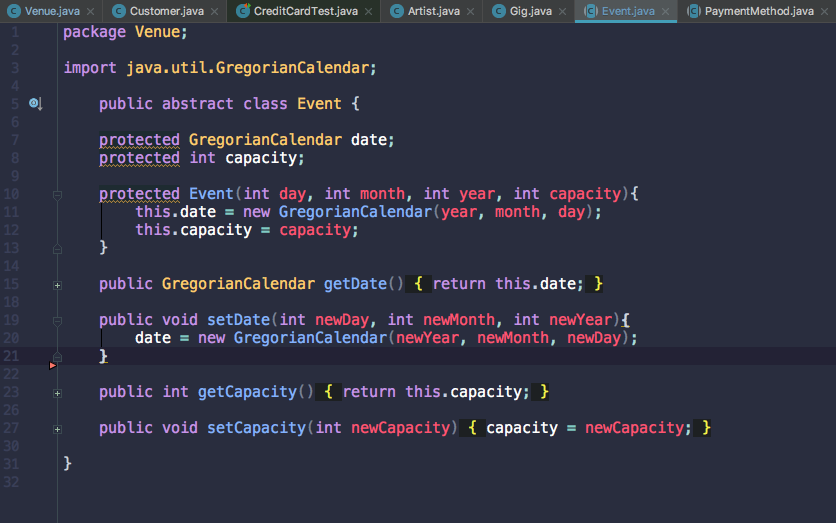 Venue.java Customer.java CreditCardTest.java Artist.java Gig.java Event.java PaymentMethod.java
1 package Venue;
2
3 import java.util.GregorianCalendar;
4
5 public abstract class Event {
6
7 protected GregorianCalendar date;
8 protected int capacity;
9
10 protected Event(int day, int month, int year, int capacity){
11 this.date = new GregorianCalendar(year, month, day);
12 this.capacity = capacity;
13 }
14
15 public GregorianCalendar getDate() { return this.date; }
18
19 public void setDate(int newDay, int newMonth, int newYear){
20 date = new GregorianCalendar(newYear, newMonth, newDay);
21 }
22
23 public int getCapacity() { return this.capacity; }
26
27 public void setCapacity(int newCapacity) { capacity = newCapacity; }
30
31 }
32